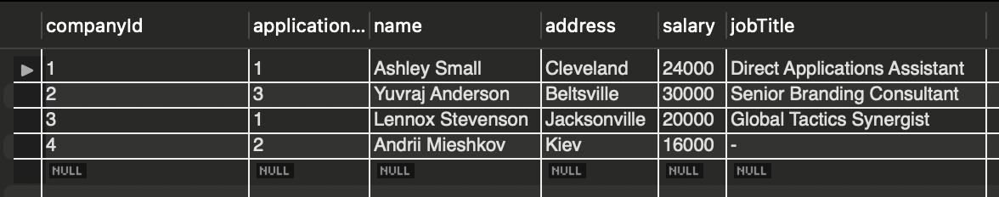 companyId application... name address salary jobTitle
1 1 Ashley Small Cleveland 24000 Direct Applications Assistant
2 3 Yuvraj Anderson Beltsville 30000 Senior Branding Consultant
3 1 Lennox Stevenson Jacksonville 20000 Global Tactics Synergist
4 2 Andrii Mieshkov Kiev 16000 -
NULL NULL NULL NULL NULL NULL